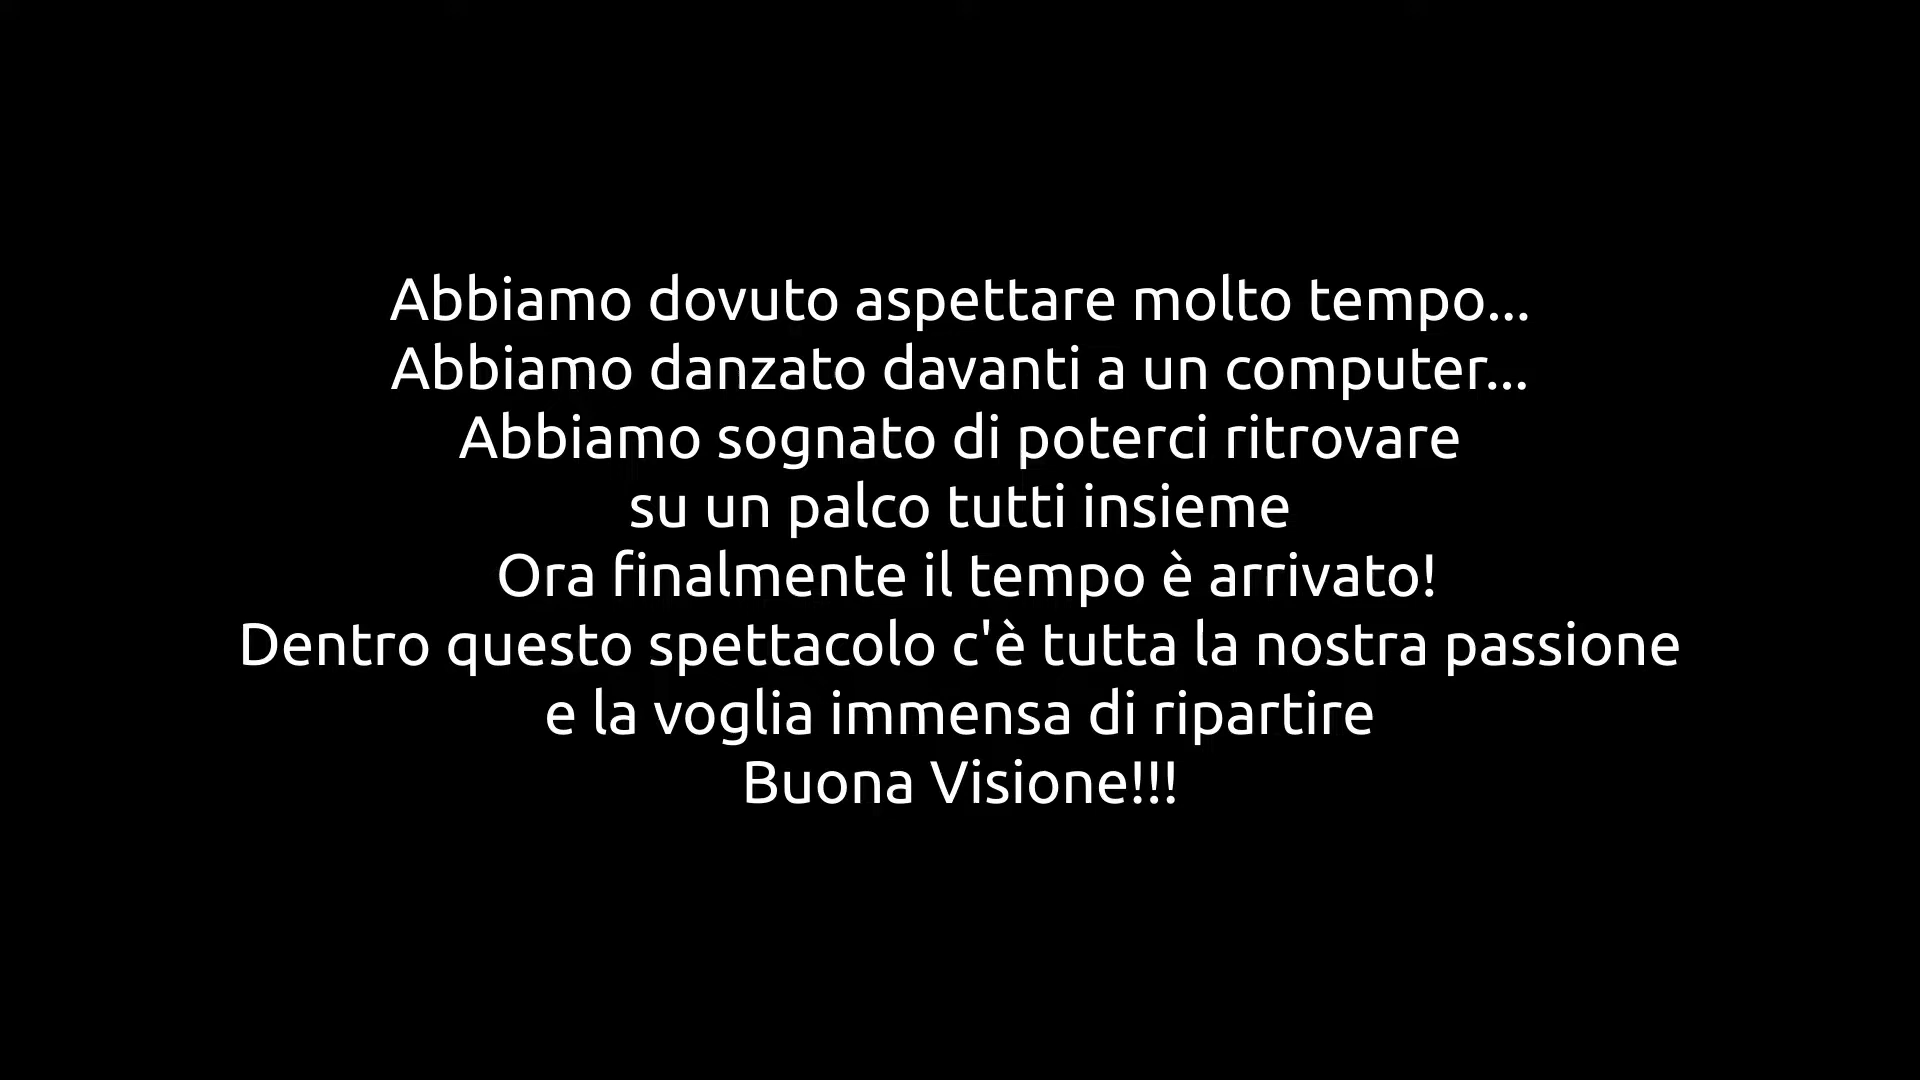 Abbiamo dovuto aspettare molto tempo...
Abbiamo danzato davanti a un computer...
Abbiamo sognato di poterci ritrovare
su un palco tutti insieme
Ora finalmente il tempo è arrivato!
Dentro questo spettacolo c'è tutta la nostra passione
e la voglia immensa di ripartire
Buona Visione!!!